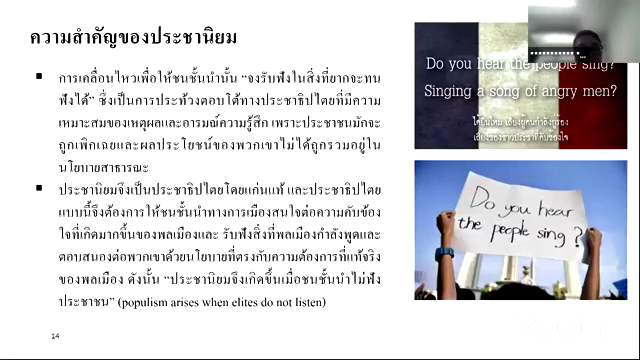 ความสำคัญของประชานิยม
▪ การเคลื่อนไหวเพื่อให้ชนชั้นนำนั้น “จงรับฟังในสิ่งที่ยากจะทน
ฟังได้” ซึ่งเป็นการประท้วงตอบโต้ทางประชาธิปไตยที่มีความ
เหมาะสมของเหตุผลและอารมณ์ความรู้สึก เพราะประชาชนมักจะ
ถูกเพิกเฉยและผลประโยชน์ของพวกเขาไม่ได้ถูกรวมอยู่ใน
นโยบายสาธารณะ
▪ ประชานิยมจึงเป็นประชาธิปไตยโดยแก่นแท้ และประชาธิปไตย
แบบนี้จึงต้องการให้ชนชั้นนำทางการเมืองสนใจต่อความคับข้อง
ใจที่เกิดมากขึ้นของพลเมืองและ รับฟังสิ่งที่พลเมืองกำลังพูดและ
ตอบสนองต่อพวกเขาด้วยนโยบายที่ตรงกับความต้องการที่แท้จริง
ของพลเมือง ดังนั้น “ประชานิยมจึงเกิดขึ้นเมื่อชนชั้นนำไม่ฟัง
ประชาชน” (populism arises when elites do not listen)
Do you hear the people sing?
Singing a song of angry men?
ได้ยินไหม เสียงผู้คนกำลังกู่ร้อง
Do you hear
the people sing ?
14